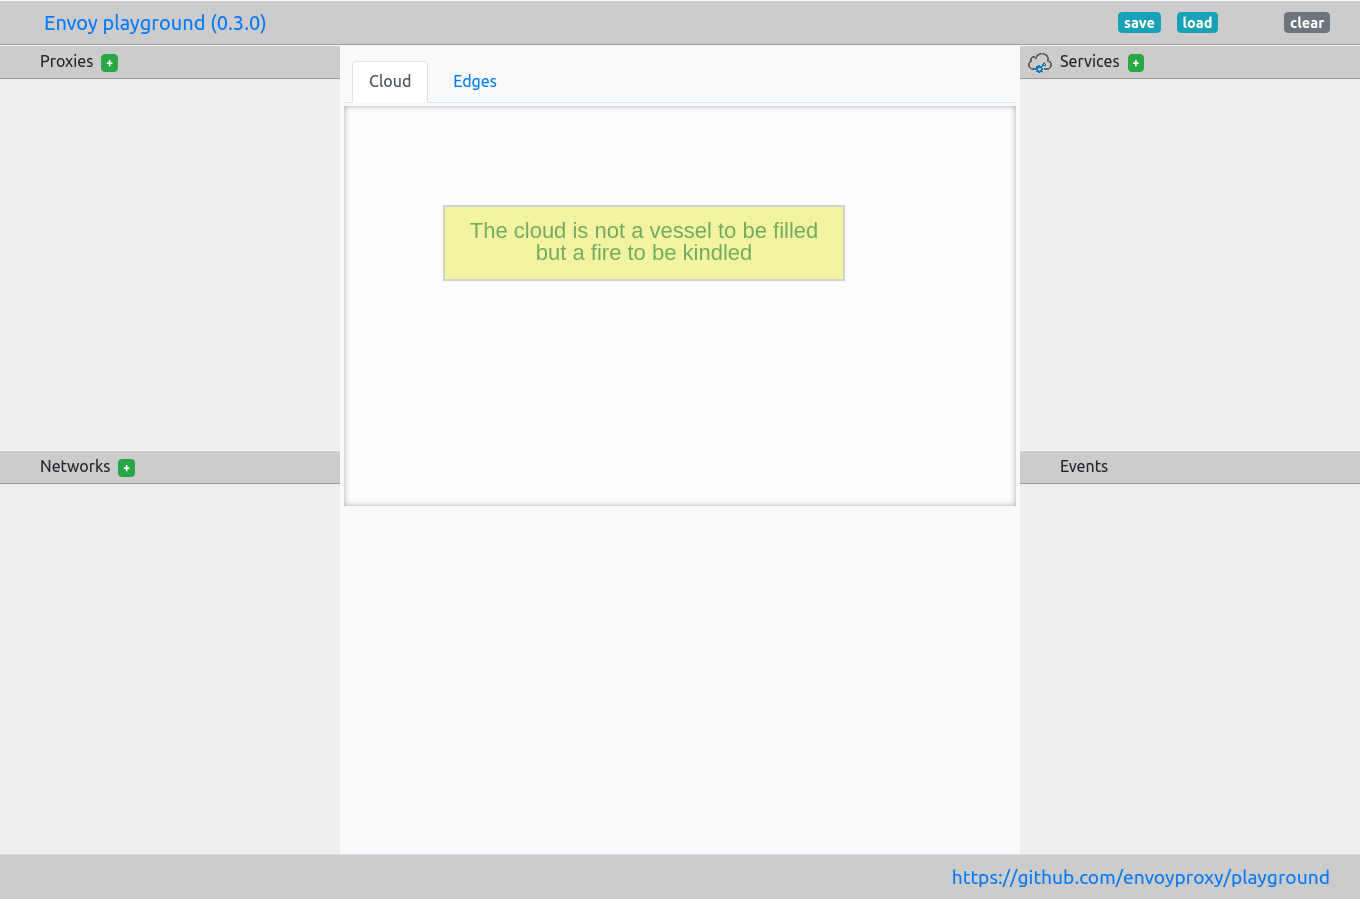 Envoy playground (0.3.0)
save
load
clear
Proxies +
Cloud
Edges
Services +
The cloud is not a vessel to be filled
but a fire to be kindled
Networks +
Events
https://github.com/envoyproxy/playground